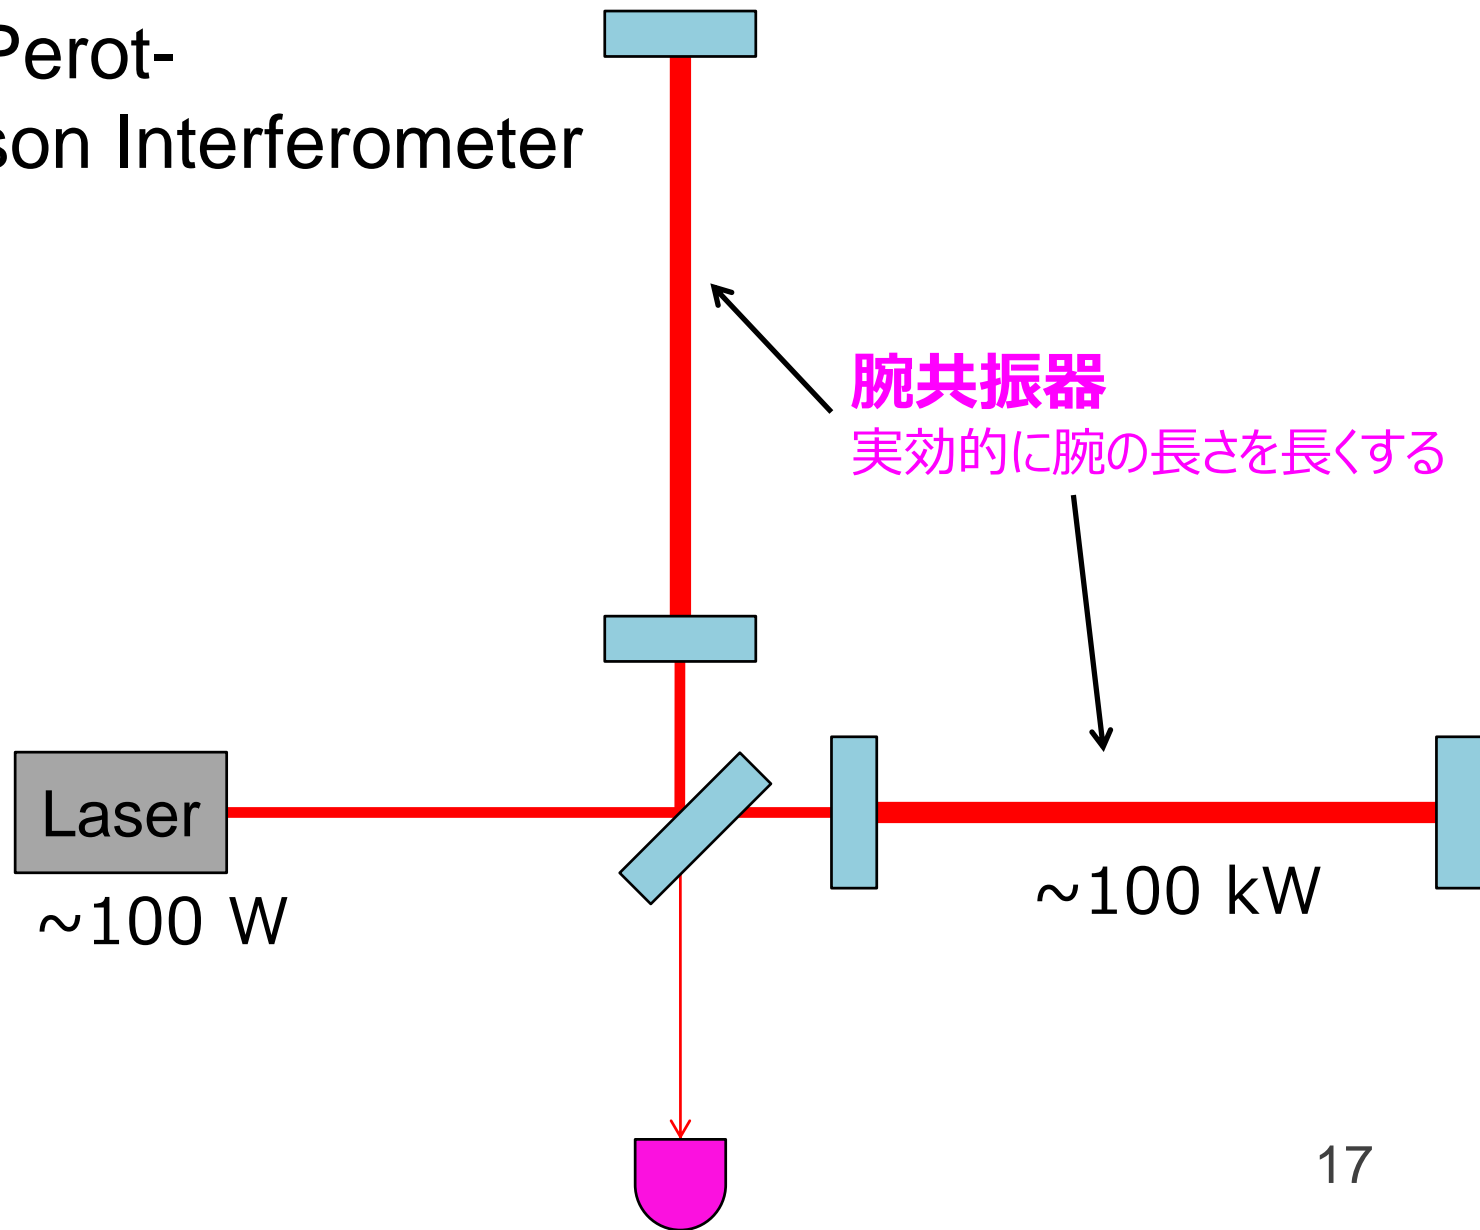 Perot-
son Interferometer
腕共振器
実効的に腕の長さを長くする
Laser
~100 W
~100 kW
17